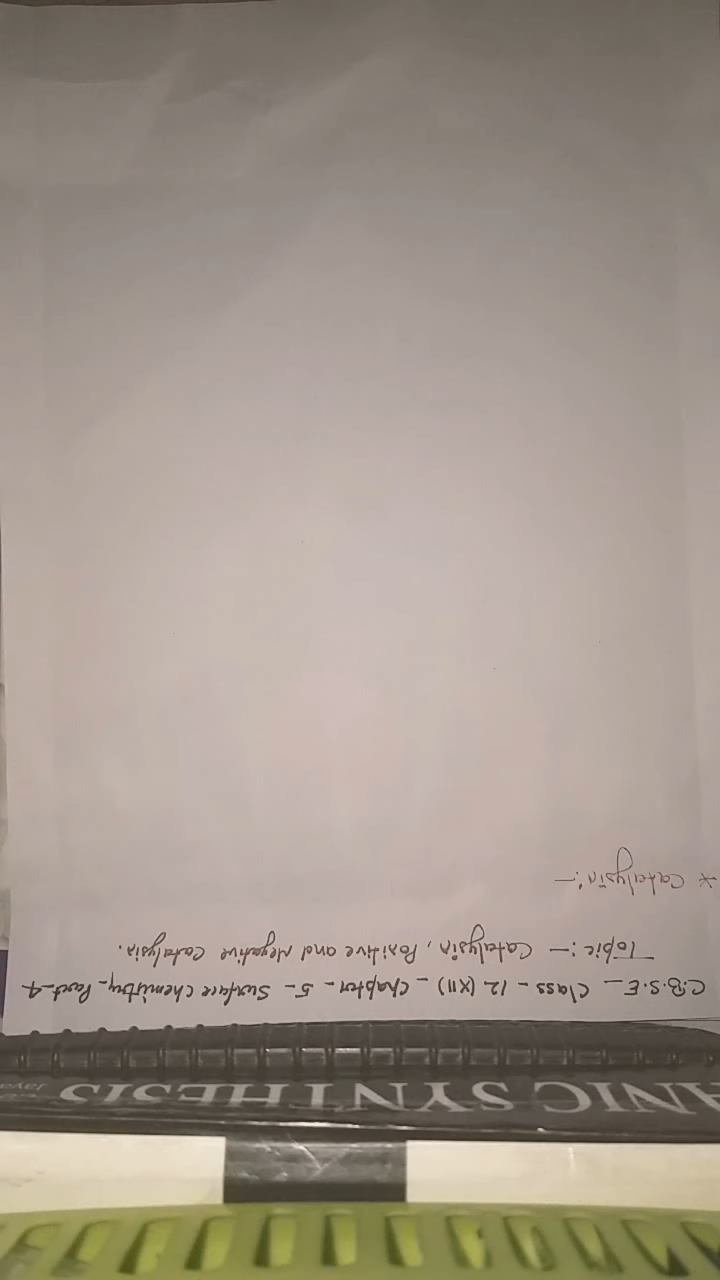 C.B.S.E - Class - 12 (XII) - Chapter - 5 - Surface Chemistry - Part-4
Topic :- Catalysis, Positive and Negative Catalysis.
* Catalysis :-
ANIC SYNTHESIS